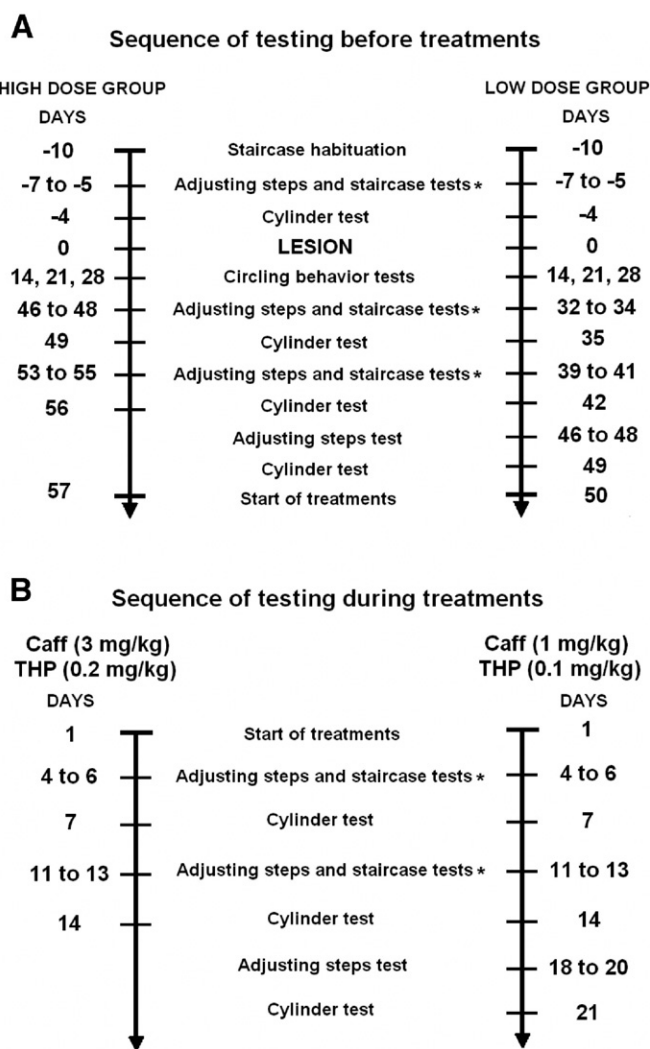 A
Sequence of testing before treatments
HIGH DOSE GROUP LOW DOSE GROUP
DAYS DAYS
-10 Staircase habituation -10
-7 to -5 Adjusting steps and staircase tests* -7 to -5
-4 Cylinder test -4
0 LESION 0
14, 21, 28 Circling behavior tests 14, 21, 28
46 to 48 Adjusting steps and staircase tests* 32 to 34
49 Cylinder test 35
53 to 55 Adjusting steps and staircase tests* 39 to 41
56 Cylinder test 42
Adjusting steps test 46 to 48
Cylinder test 49
57 Start of treatments 50
B
Sequence of testing during treatments
Caff (3 mg/kg) Caff (1 mg/kg)
THP (0.2 mg/kg) THP (0.1 mg/kg)
DAYS DAYS
1 Start of treatments 1
4 to 6 Adjusting steps and staircase tests* 4 to 6
7 Cylinder test 7
11 to 13 Adjusting steps and staircase tests* 11 to 13
14 Cylinder test 14
Adjusting steps test 18 to 20
Cylinder test 21